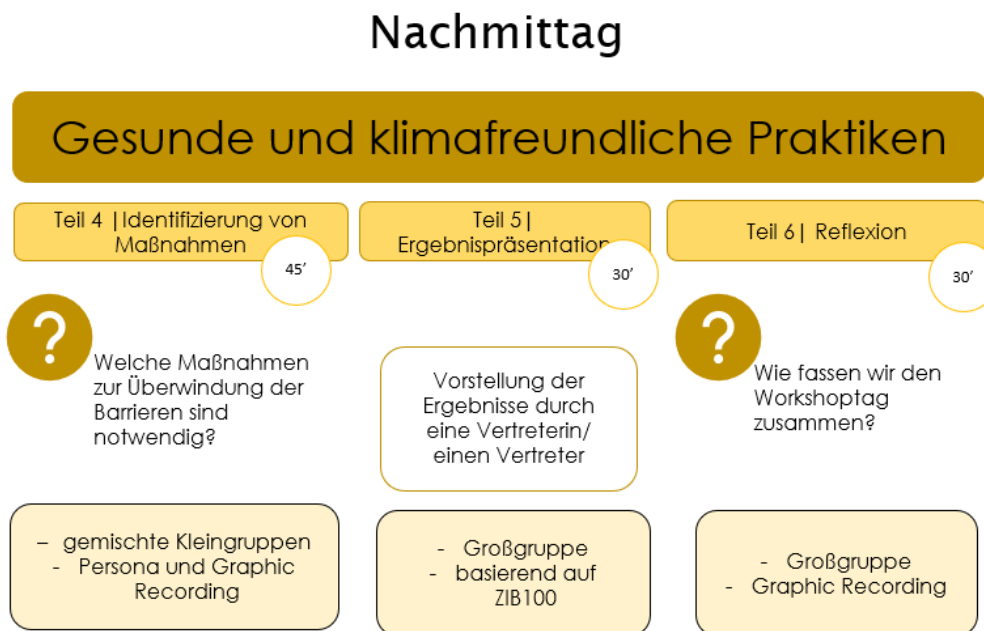 Nachmittag
Gesunde und klimafreundliche Praktiken
Teil 4 |Identifizierung von
Maßnahmen
45′
Teil 5|
Ergebnispräsentation
30′
Teil 6| Reflexion
30′
?
Welche Maßnahmen
zur Überwindung der
Barrieren sind
notwendig?
Vorstellung der
Ergebnisse durch
eine Vertreterin/
einen Vertreter
?
Wie fassen wir den
Workshoptag
zusammen?
– gemischte Kleingruppen
- Persona und Graphic
Recording
- Großgruppe
- basierend auf
ZIB100
- Großgruppe
- Graphic Recording